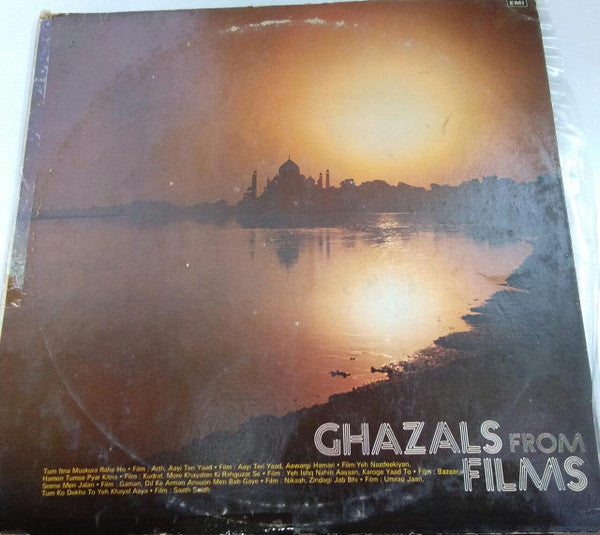 EMI
GHAZALS FROM
FILMS
Tum Itna Muskura Rahe Ho • Film : Arth, Aayi Teri Yaad • Film : Aayi Teri Yaad, Aawargi Hamari • Film Yeh Nazdeekiyan,
Hamen Tumse Pyar Kitna • Film : Kudrat, Mere Khayalon Ki Rahguzar Se • Film : Yeh Ishq Nahin Aasaan, Karoge Yaad To • Film : Bazaar,
Seene Men Jalan • Film : Gaman, Dil Ke Arman Ansuon Men Bah Gaye • Film : Nikaah, Zindagi Jab Bhi • Film : Umrao Jaan,
Tum Ko Dekha To Yeh Khayal Aaya • Film : Saath Saath